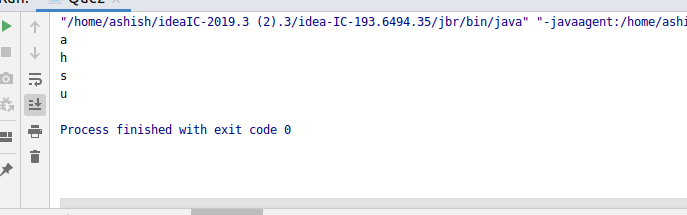 "/home/ashish/ideaIC-2019.3 (2).3/idea-IC-193.6494.35/jbr/bin/java" "-javaagent:/home/ashi
a
h
s
u
Process finished with exit code 0